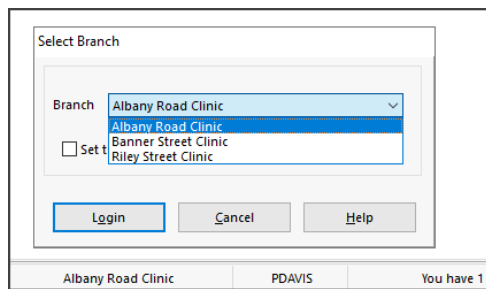 Select Branch
Branch Albany Road Clinic
Albany Road Clinic
Banner Street Clinic
Set t
Riley Street Clinic
Login Cancel Help
Albany Road Clinic PDAVIS You have 1